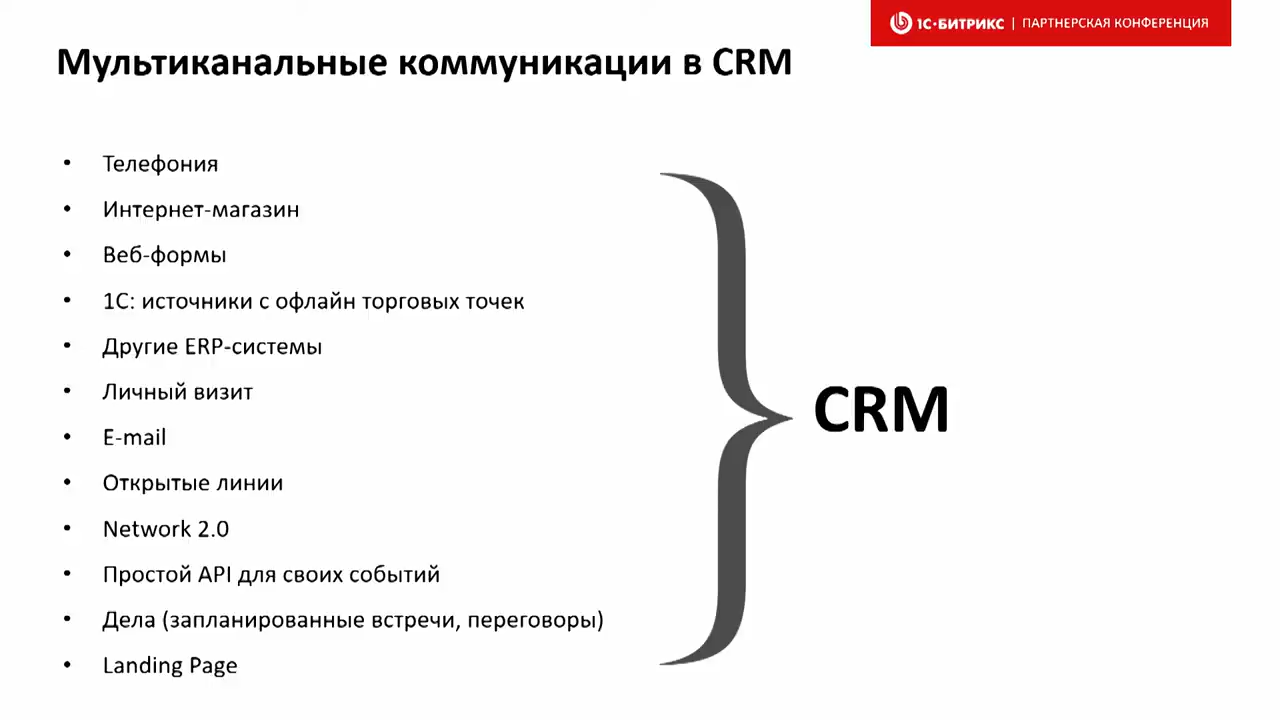 1С·БИТРИКС | ПАРТНЕРСКАЯ КОНФЕРЕНЦИЯ
Мультиканальные коммуникации в CRM
• Телефония
• Интернет-магазин
• Веб-формы
• 1С: источники с офлайн торговых точек
• Другие ERP-системы
• Личный визит
• E-mail
• Открытые линии
• Network 2.0
• Простой API для своих событий
• Дела (запланированные встречи, переговоры)
• Landing Page
CRM